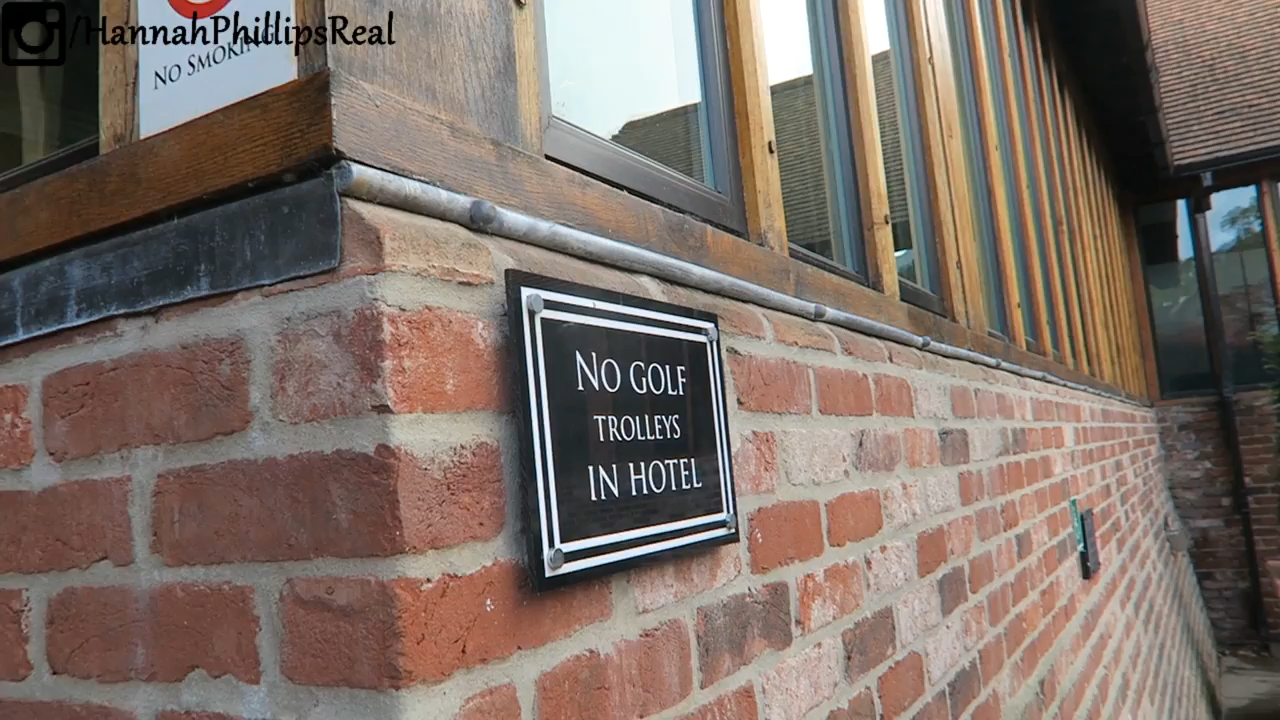 /HannahPhillipsReal
NO SMOKING
NO GOLF
TROLLEYS
IN HOTEL